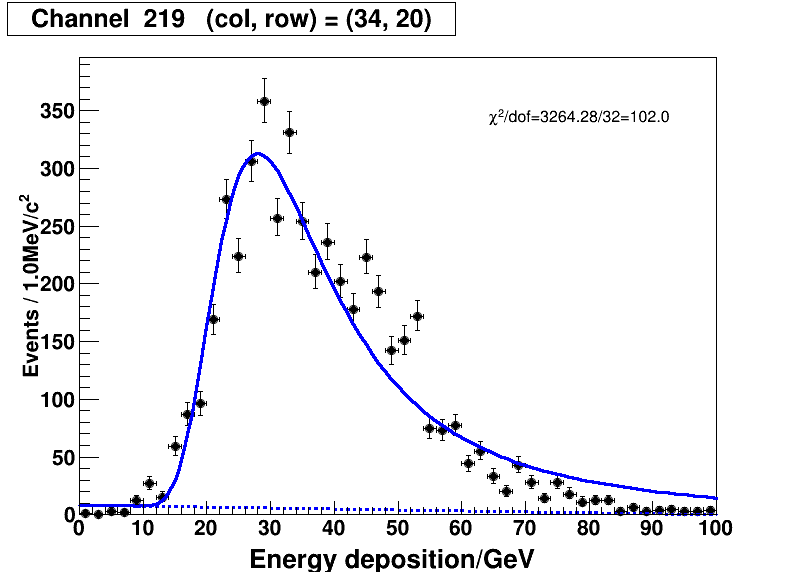 Channel 219 (col, row) = (34, 20)
χ²/dof=3264.28/32=102.0
Events / 1.0MeV/c²
350
300
250
200
150
100
50
0
0 10 20 30 40 50 60 70 80 90 100
Energy deposition/GeV